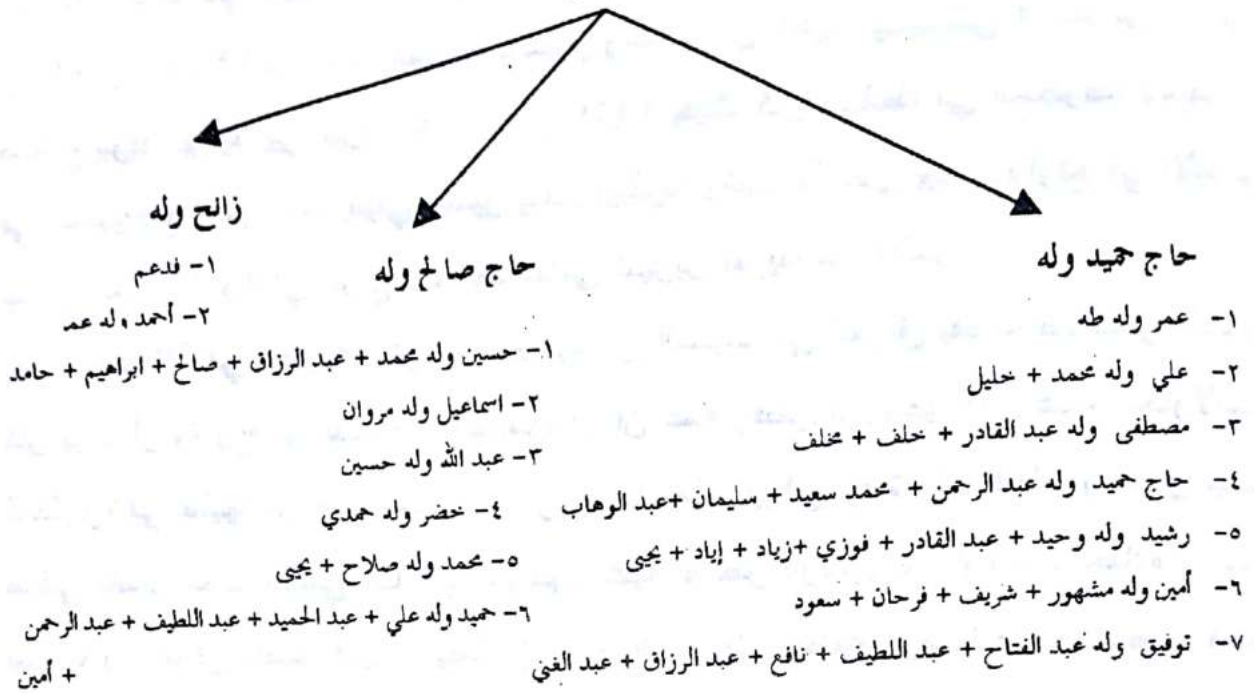 حاج حميد وله
١- عمر وله طه
٢- علي وله محمد + خليل
٣- مصطفى وله عبد القادر + خلف + مخلف
٤- حاج حميد وله عبد الرحمن + محمد سعيد + سليمان +عبد الوهاب
٥- رشيد وله وحيد + عبد القادر + فوزي +زياد + إياد + يحيى
٦- أمين وله مشهور + شريف + فرحان + سعود
٧- توفيق وله عبد الفتاح + عبد اللطيف + نافع + عبد الرزاق + عبد الغني
حاج صالح وله
١- حسين وله محمد + عبد الرزاق + صالح + ابراهيم + حامد
٢- اسماعيل وله مروان
٣- عبد الله وله حسين
٤- خضر وله حمدي
٥- محمد وله صلاح + يحيى
٦- حميد وله علي + عبد الحميد + عبد اللطيف + عبد الرحمن
+ أمين
زالح وله
١- فدعم
٢- أحمد وله عمر